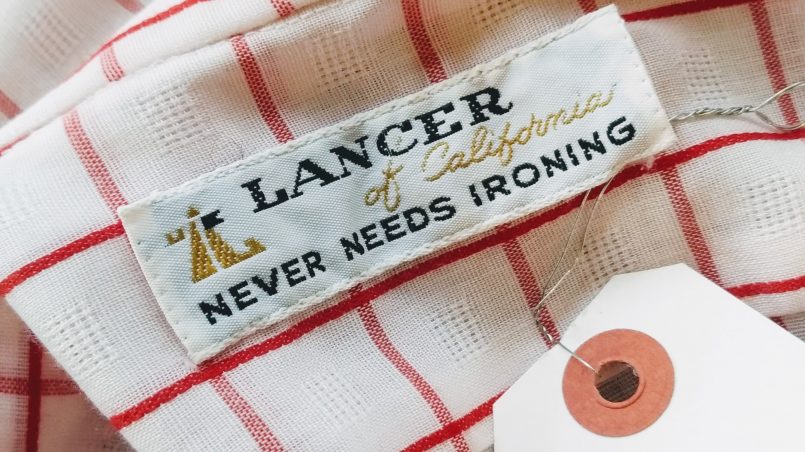 LANCER
of California
NEVER NEEDS IRONING